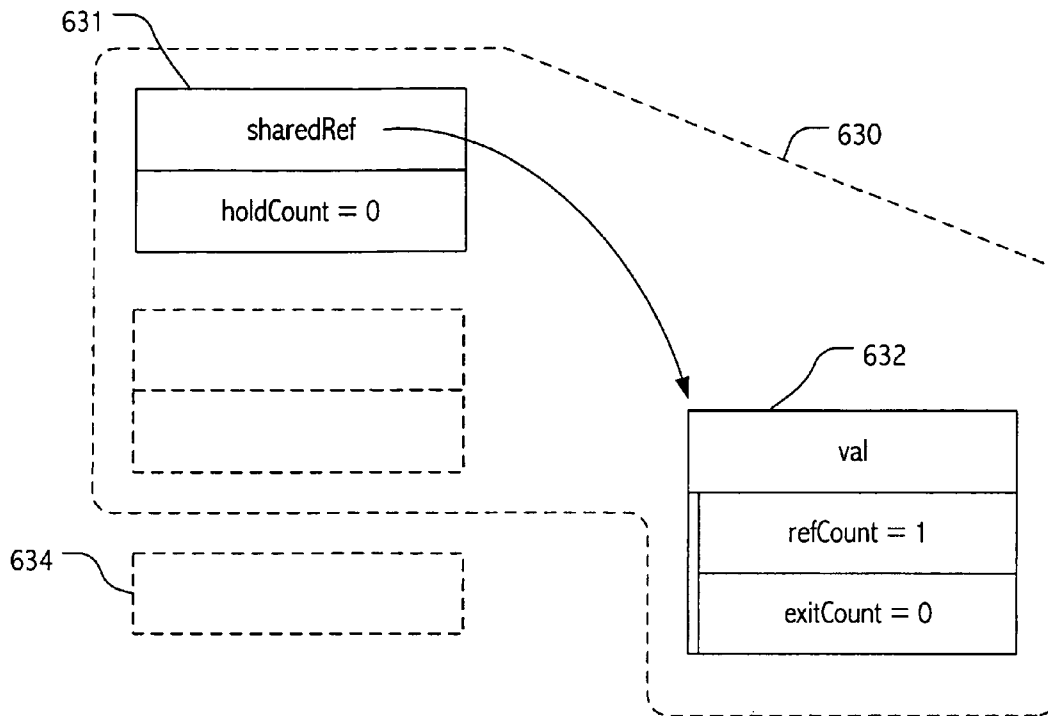 631
sharedRef
630
holdCount = 0
632
val
refCount = 1
634
exitCount = 0